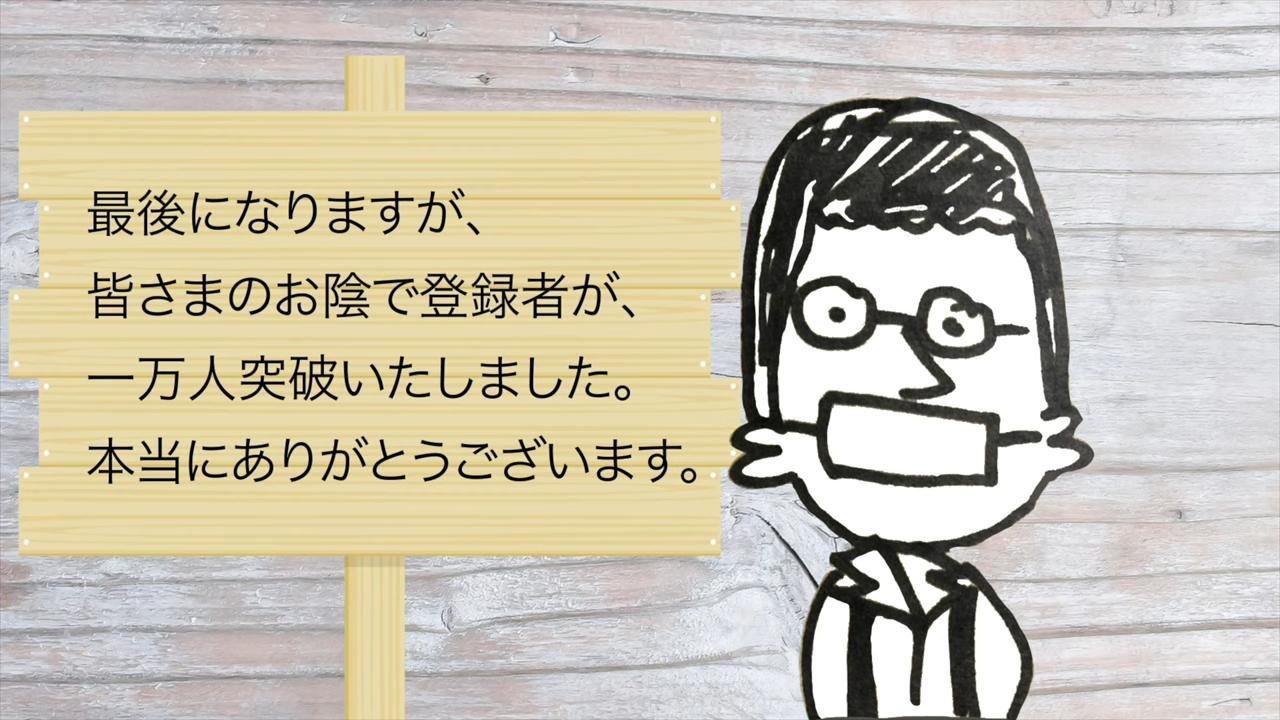 最後になりますが、
皆さまのお陰で登録者が、
一万人突破いたしました。
本当にありがとうございます。